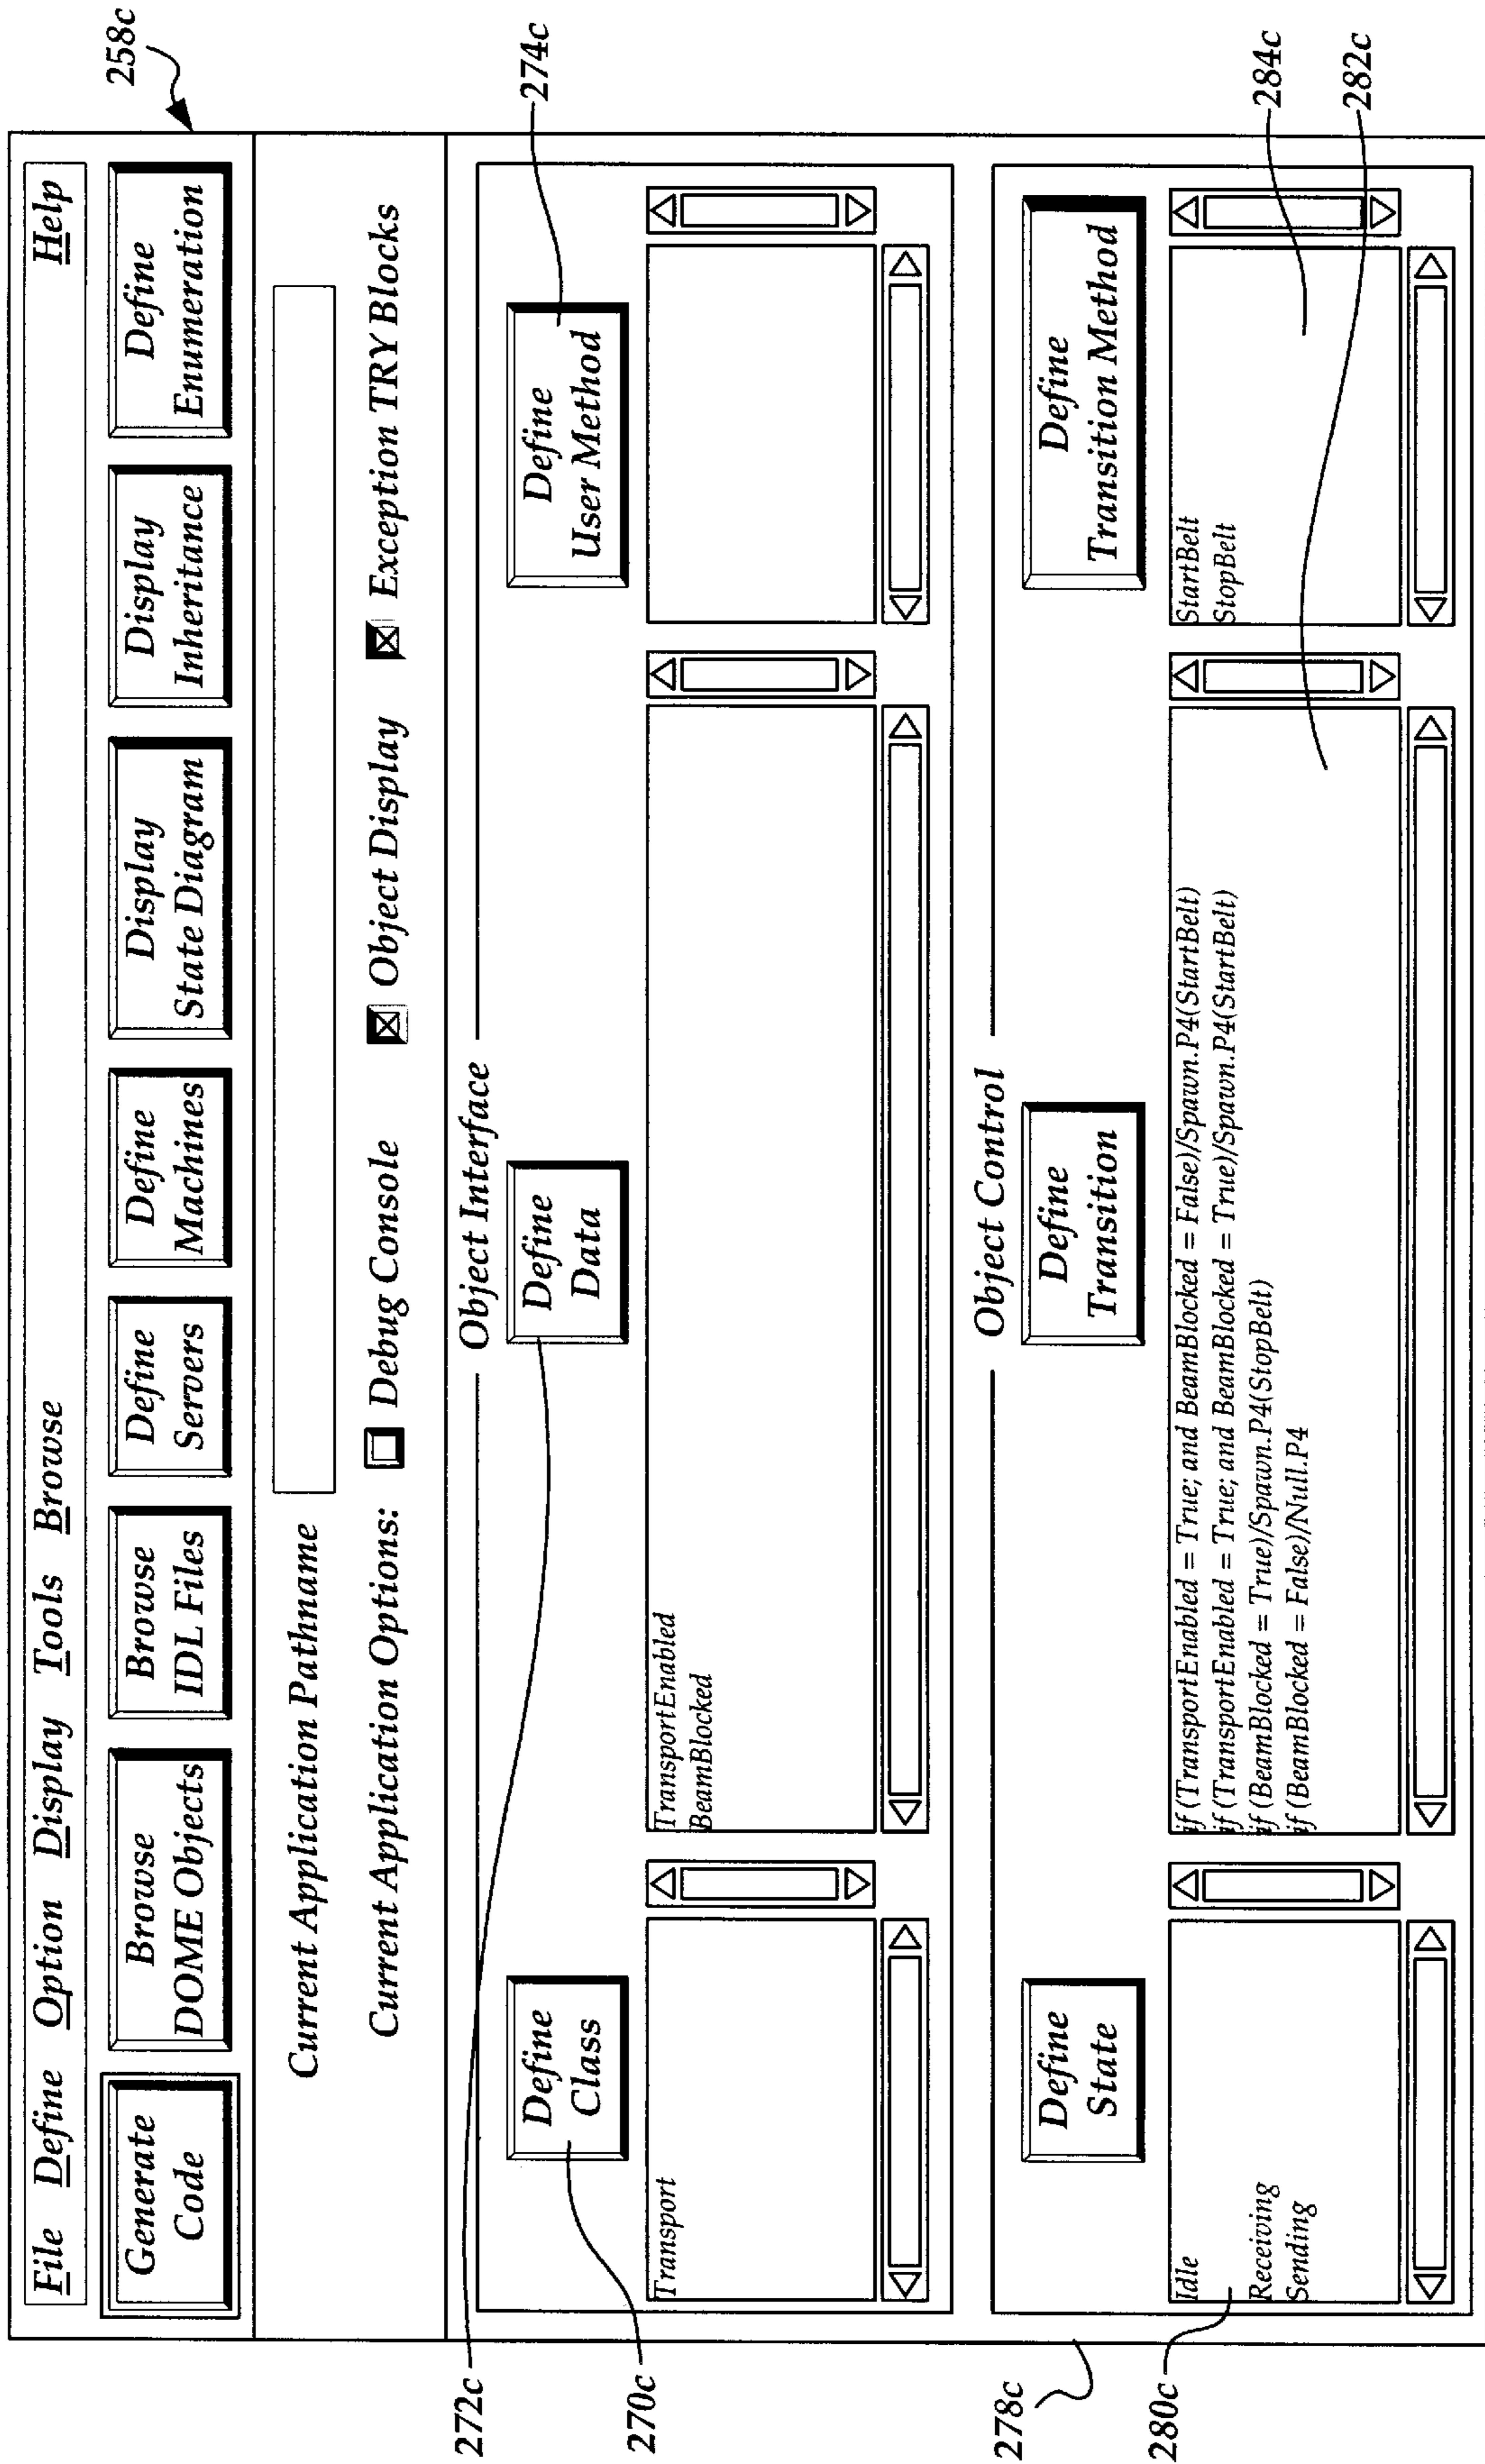 258c
File Define Option Display Tools Browse Help
Generate Code
Browse DOME Objects
Browse IDL Files
Define Servers
Define Machines
Display State Diagram
Display Inheritance
Define Enumeration
Current Application Pathname
Current Application Options: Debug Console Object Display Exception TRY Blocks
272c
Object Interface
274c
270c
Define Class
Define Data
Define User Method
Transport
TransportEnabled
BeamBlocked
278c
Object Control
Define State
Define Transition
Define Transition Method
280c
Idle
Receiving
Sending
if (TransportEnabled = True; and BeamBlocked = False)/Spawn.P4(StartBelt)
if (TransportEnabled = True; and BeamBlocked = True)/Spawn.P4(StartBelt)
if (BeamBlocked = True)/Spawn.P4(StopBelt)
if (BeamBlocked = False)/Null.P4
StartBelt
StopBelt
284c
282c